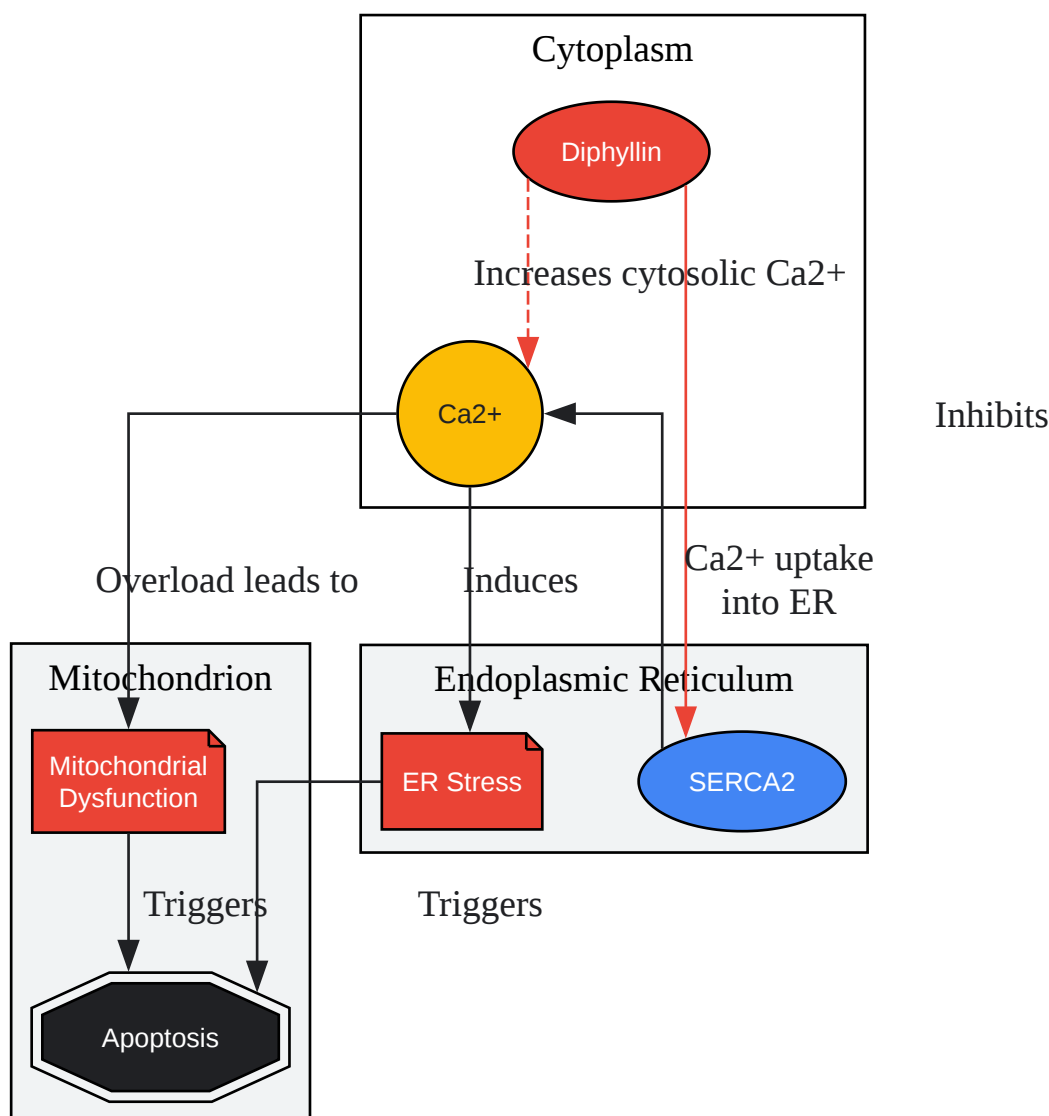 Cytoplasm
Diphyllin
Increases cytosolic Ca2+
Ca2+
Inhibits
Overload leads to
Induces
Ca2+ uptake
into ER
Mitochondrion
Endoplasmic Reticulum
Mitochondrial
Dysfunction
ER Stress
SERCA2
Triggers
Triggers
Apoptosis